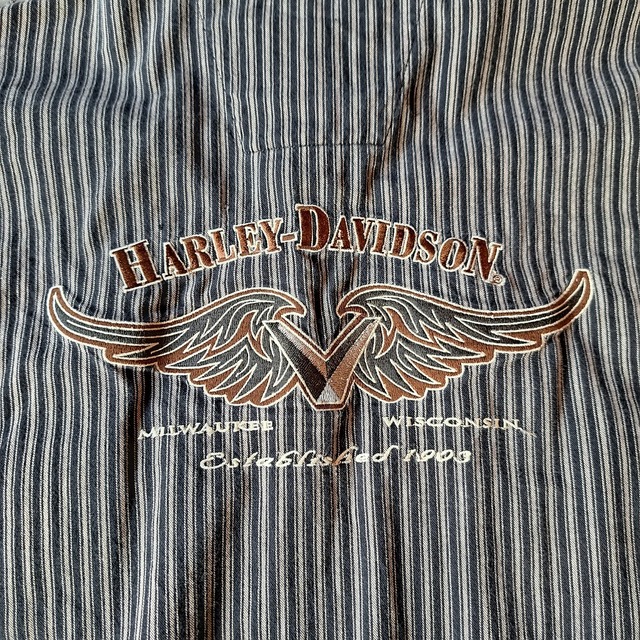 HARLEY-DAVIDSON®
MILWAUKEE WISCONSIN
Established 1903